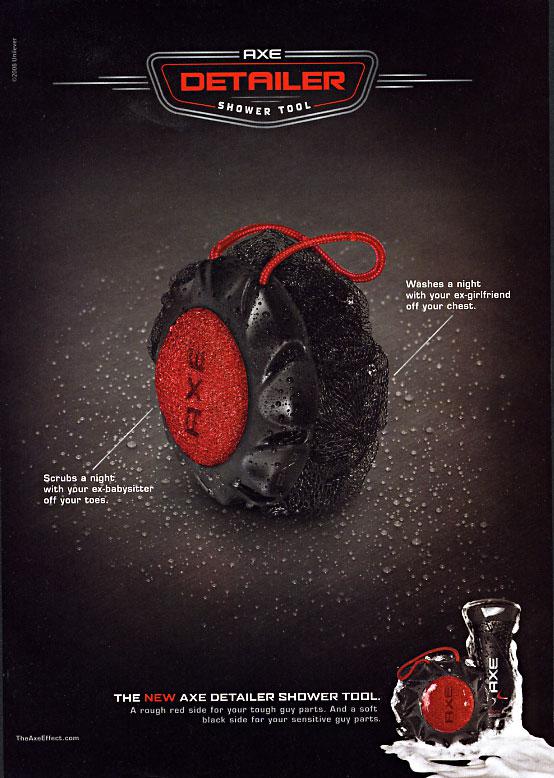 ©2008 Unilever
AXE
DETAILER
SHOWER TOOL
Washes a night
with your ex-girlfriend
off your chest.
AXE
Scrubs a night
with your ex-babysitter
off your toes.
THE NEW AXE DETAILER SHOWER TOOL.
A rough red side for your tough guy parts. And a soft
black side for your sensitive guy parts.
AXE
AXE
TheAxeEffect.com